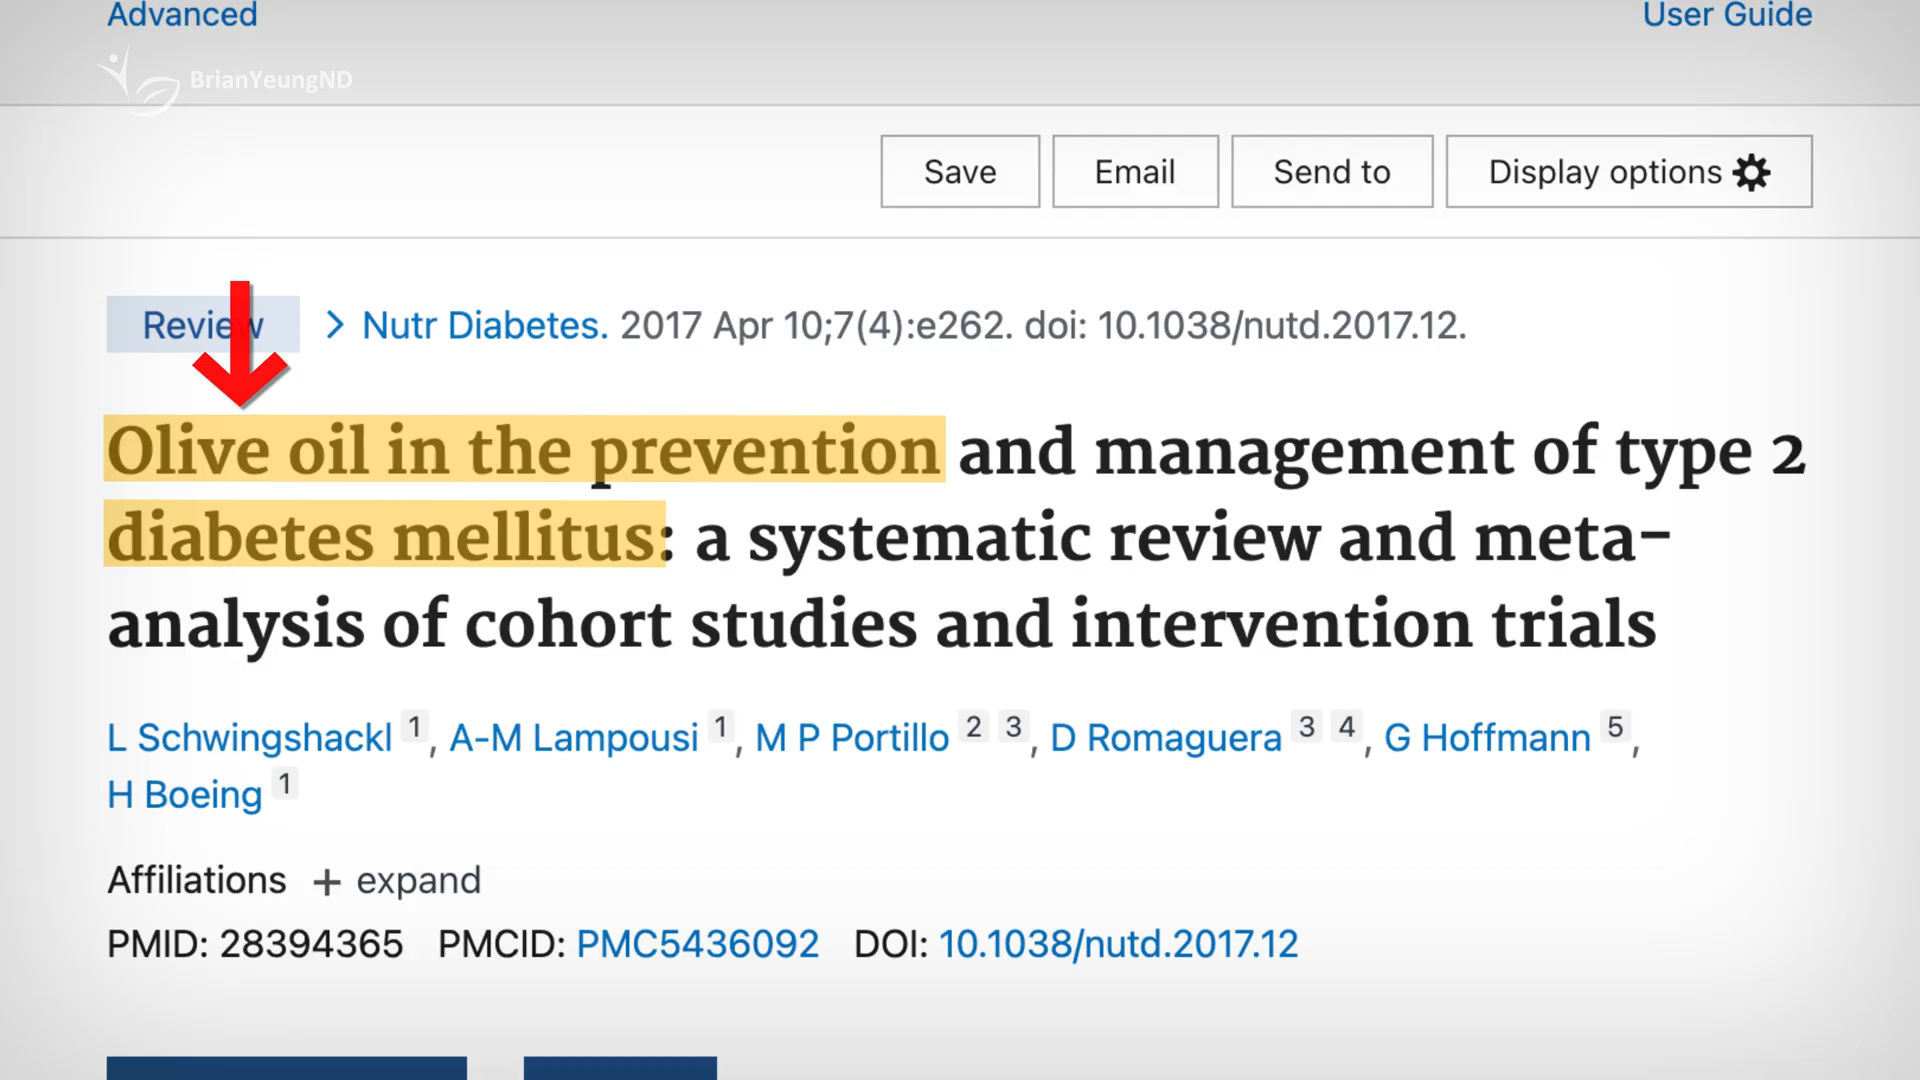 Advanced
User Guide
BrianYeungND
Save
Email
Send to
Display options
Review
Nutr Diabetes. 2017 Apr 10;7(4):e262. doi: 10.1038/nutd.2017.12.
Olive oil in the prevention and management of type 2
diabetes mellitus: a systematic review and meta-
analysis of cohort studies and intervention trials
L Schwingshackl 1, A-M Lampousi 1, M P Portillo 2 3, D Romaguera 3 4, G Hoffmann 5,
H Boeing 1
Affiliations + expand
PMID: 28394365 PMCID: PMC5436092 DOI: 10.1038/nutd.2017.12